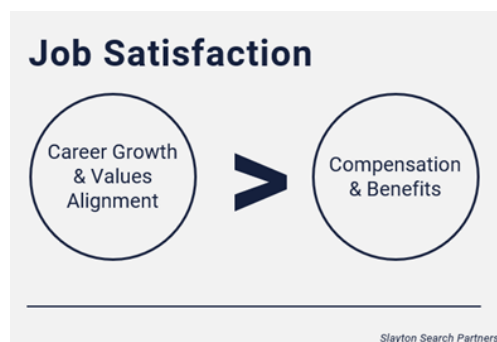 Job Satisfaction
Career Growth
& Values
Alignment
>
Compensation
& Benefits
Slayton Search Partners